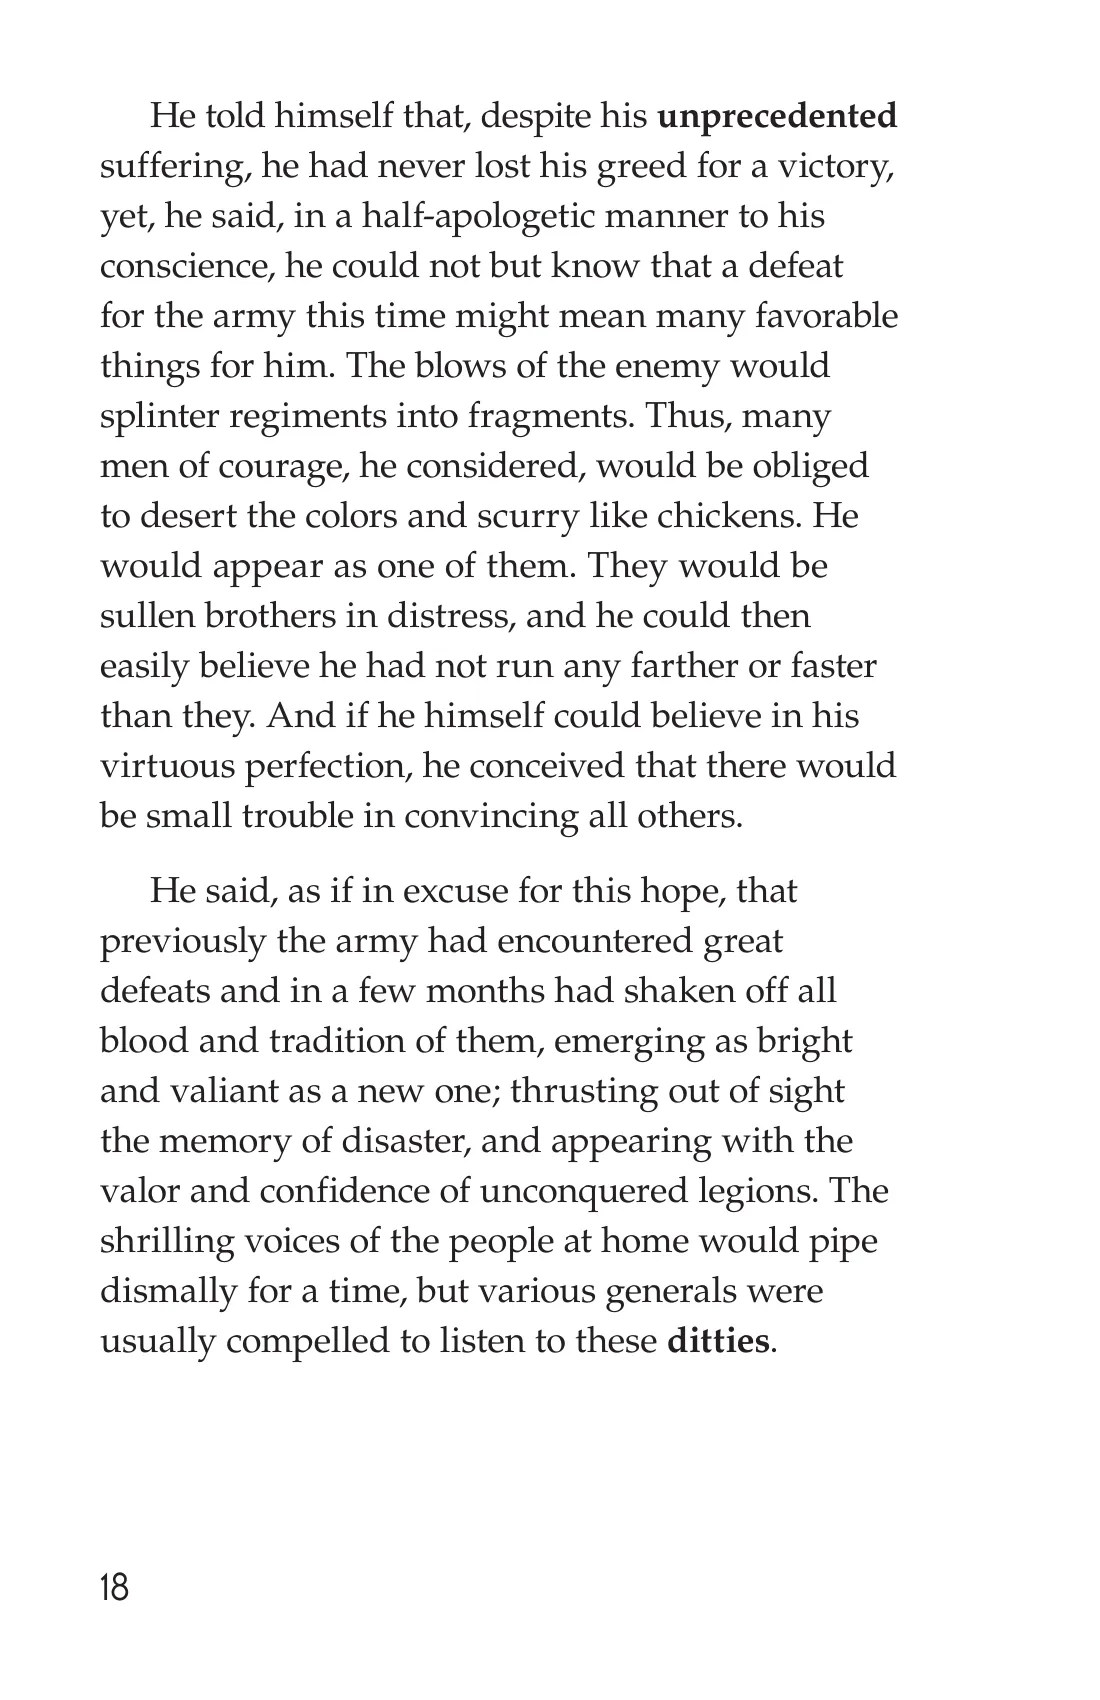 He told himself that, despite his unprecedented
suffering, he had never lost his greed for a victory,
yet, he said, in a half-apologetic manner to his
conscience, he could not but know that a defeat
for the army this time might mean many favorable
things for him. The blows of the enemy would
splinter regiments into fragments. Thus, many
men of courage, he considered, would be obliged
to desert the colors and scurry like chickens. He
would appear as one of them. They would be
sullen brothers in distress, and he could then
easily believe he had not run any farther or faster
than they. And if he himself could believe in his
virtuous perfection, he conceived that there would
be small trouble in convincing all others.
He said, as if in excuse for this hope, that
previously the army had encountered great
defeats and in a few months had shaken off all
blood and tradition of them, emerging as bright
and valiant as a new one; thrusting out of sight
the memory of disaster, and appearing with the
valor and confidence of unconquered legions. The
shrilling voices of the people at home would pipe
dismally for a time, but various generals were
usually compelled to listen to these ditties.
18